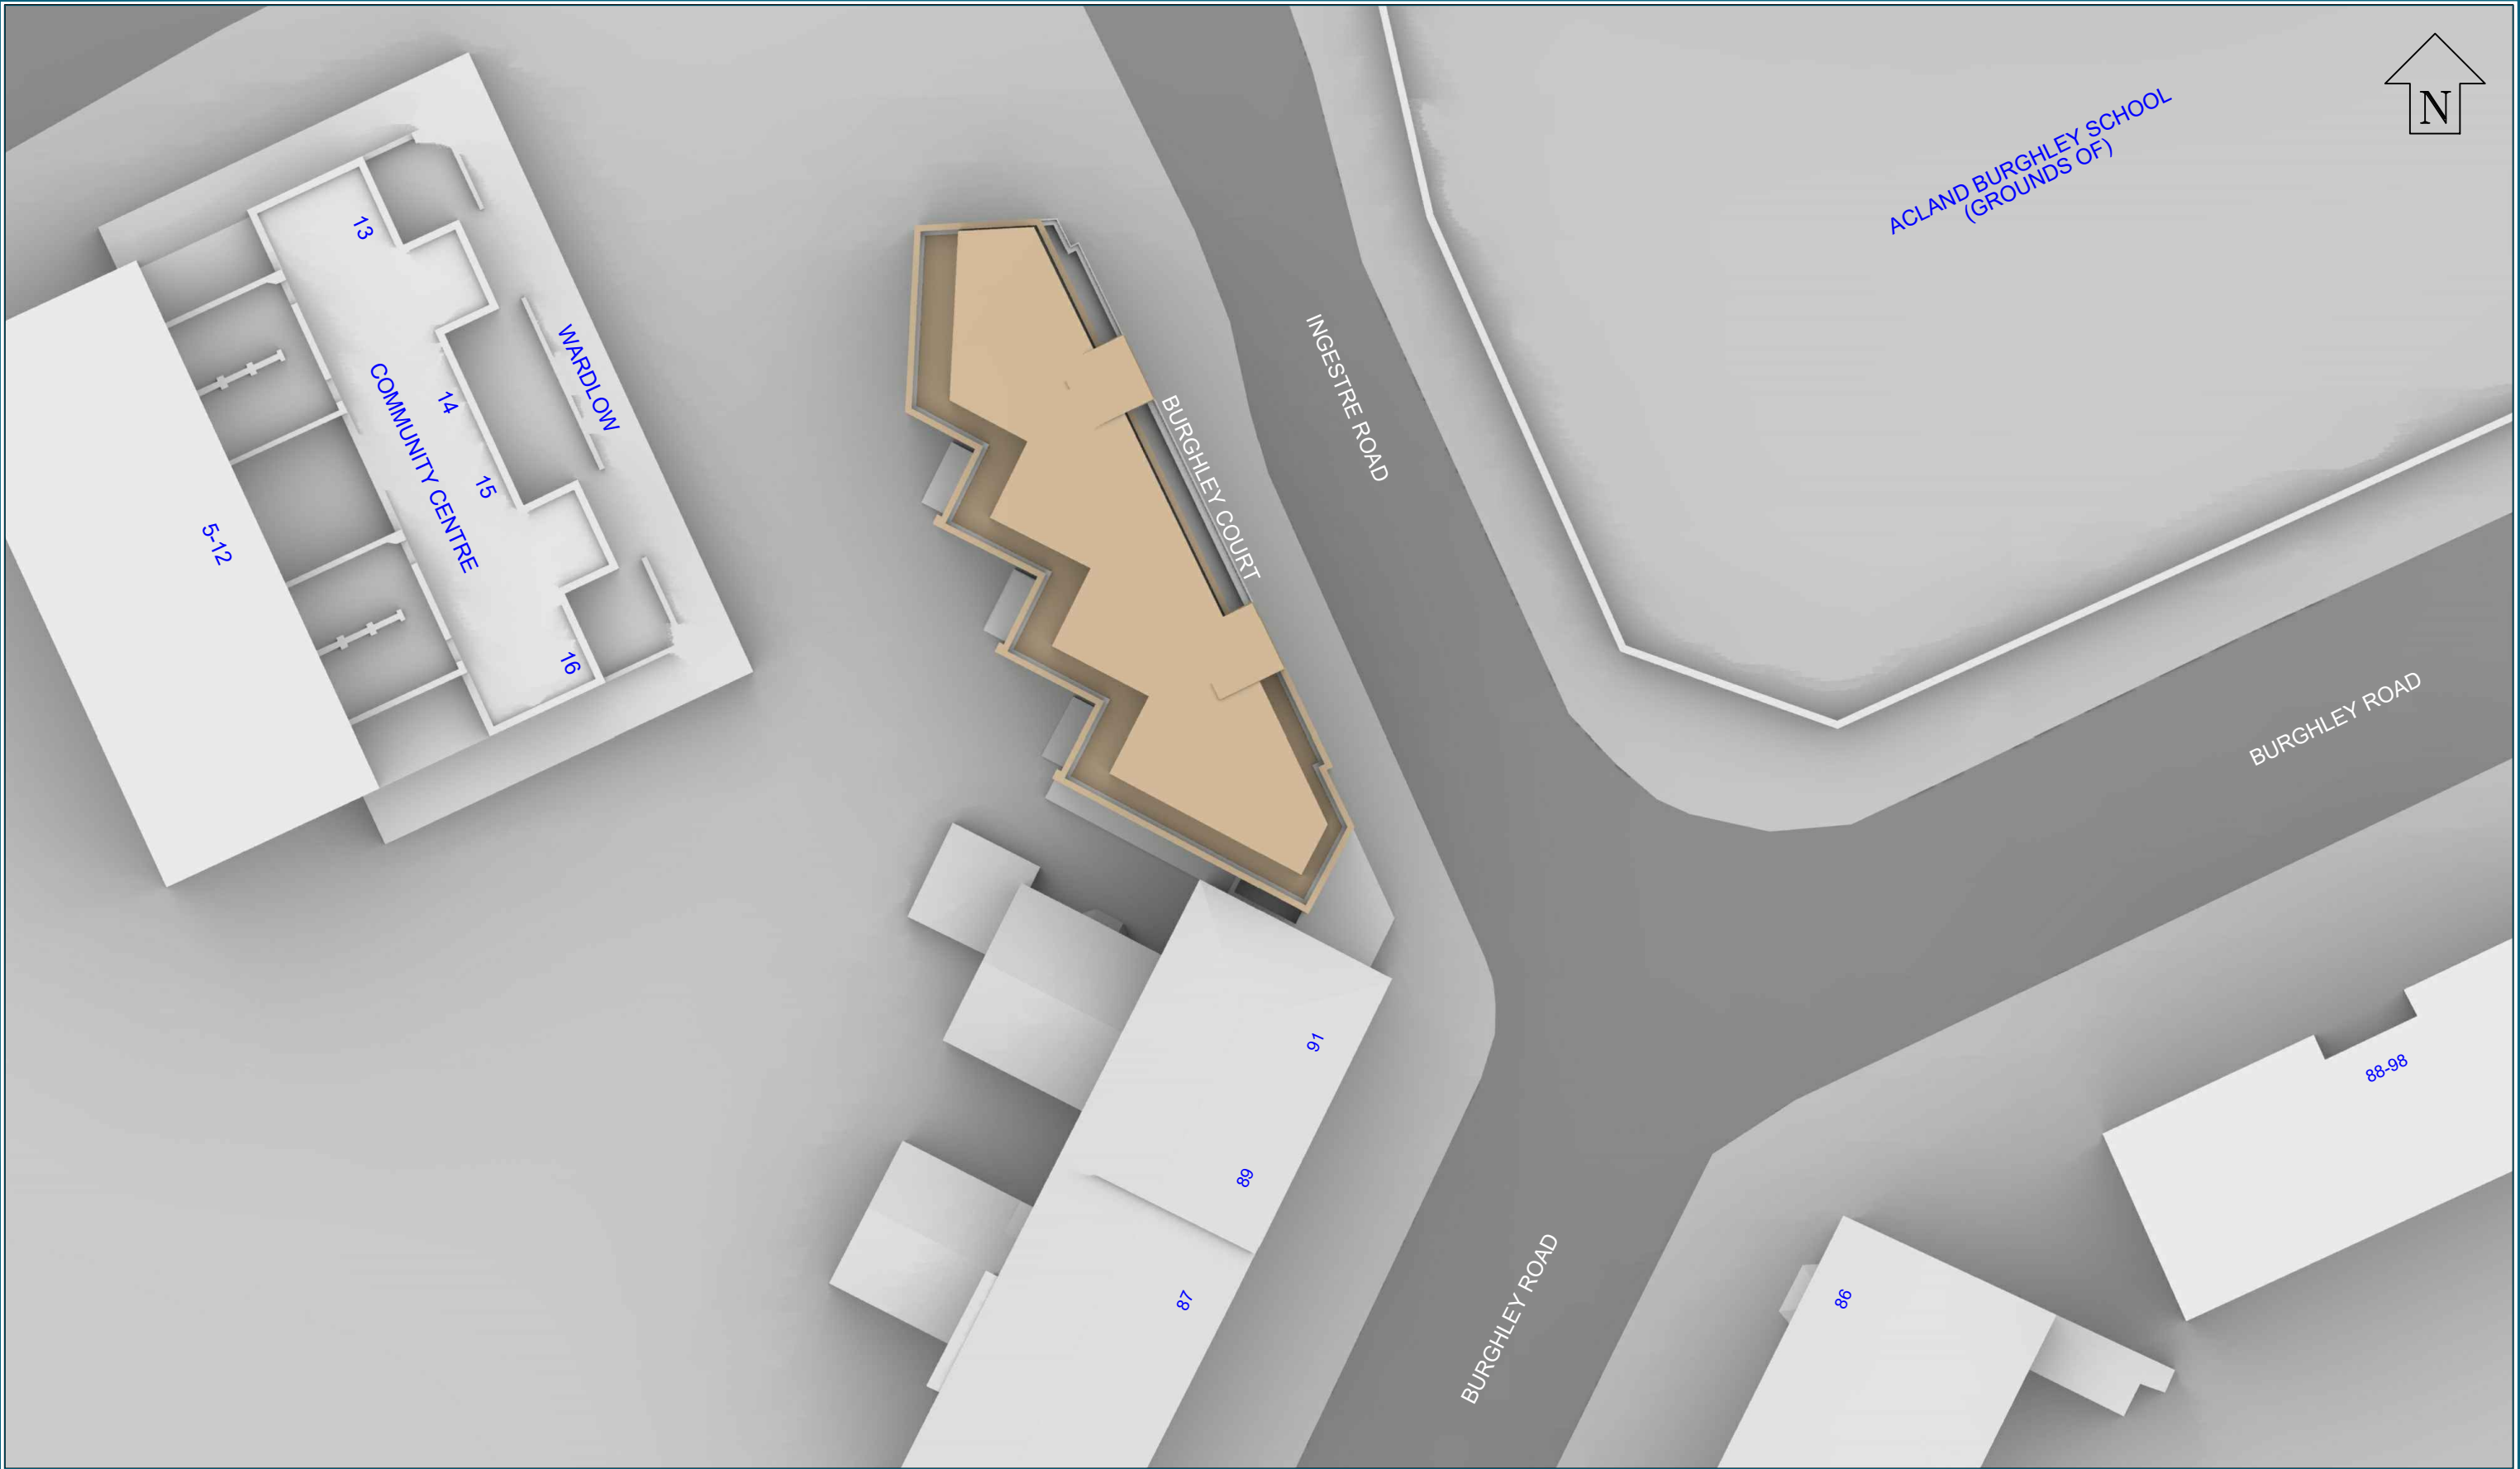 N
ACLAND BURGHLEY SCHOOL
(GROUNDS OF)
13
WARDLOW
COMMUNITY CENTRE
14
15
16
5-12
INGESTRE ROAD
BURGHLEY COURT
BURGHLEY ROAD
91
89
87
88-98
86
BURGHLEY ROAD